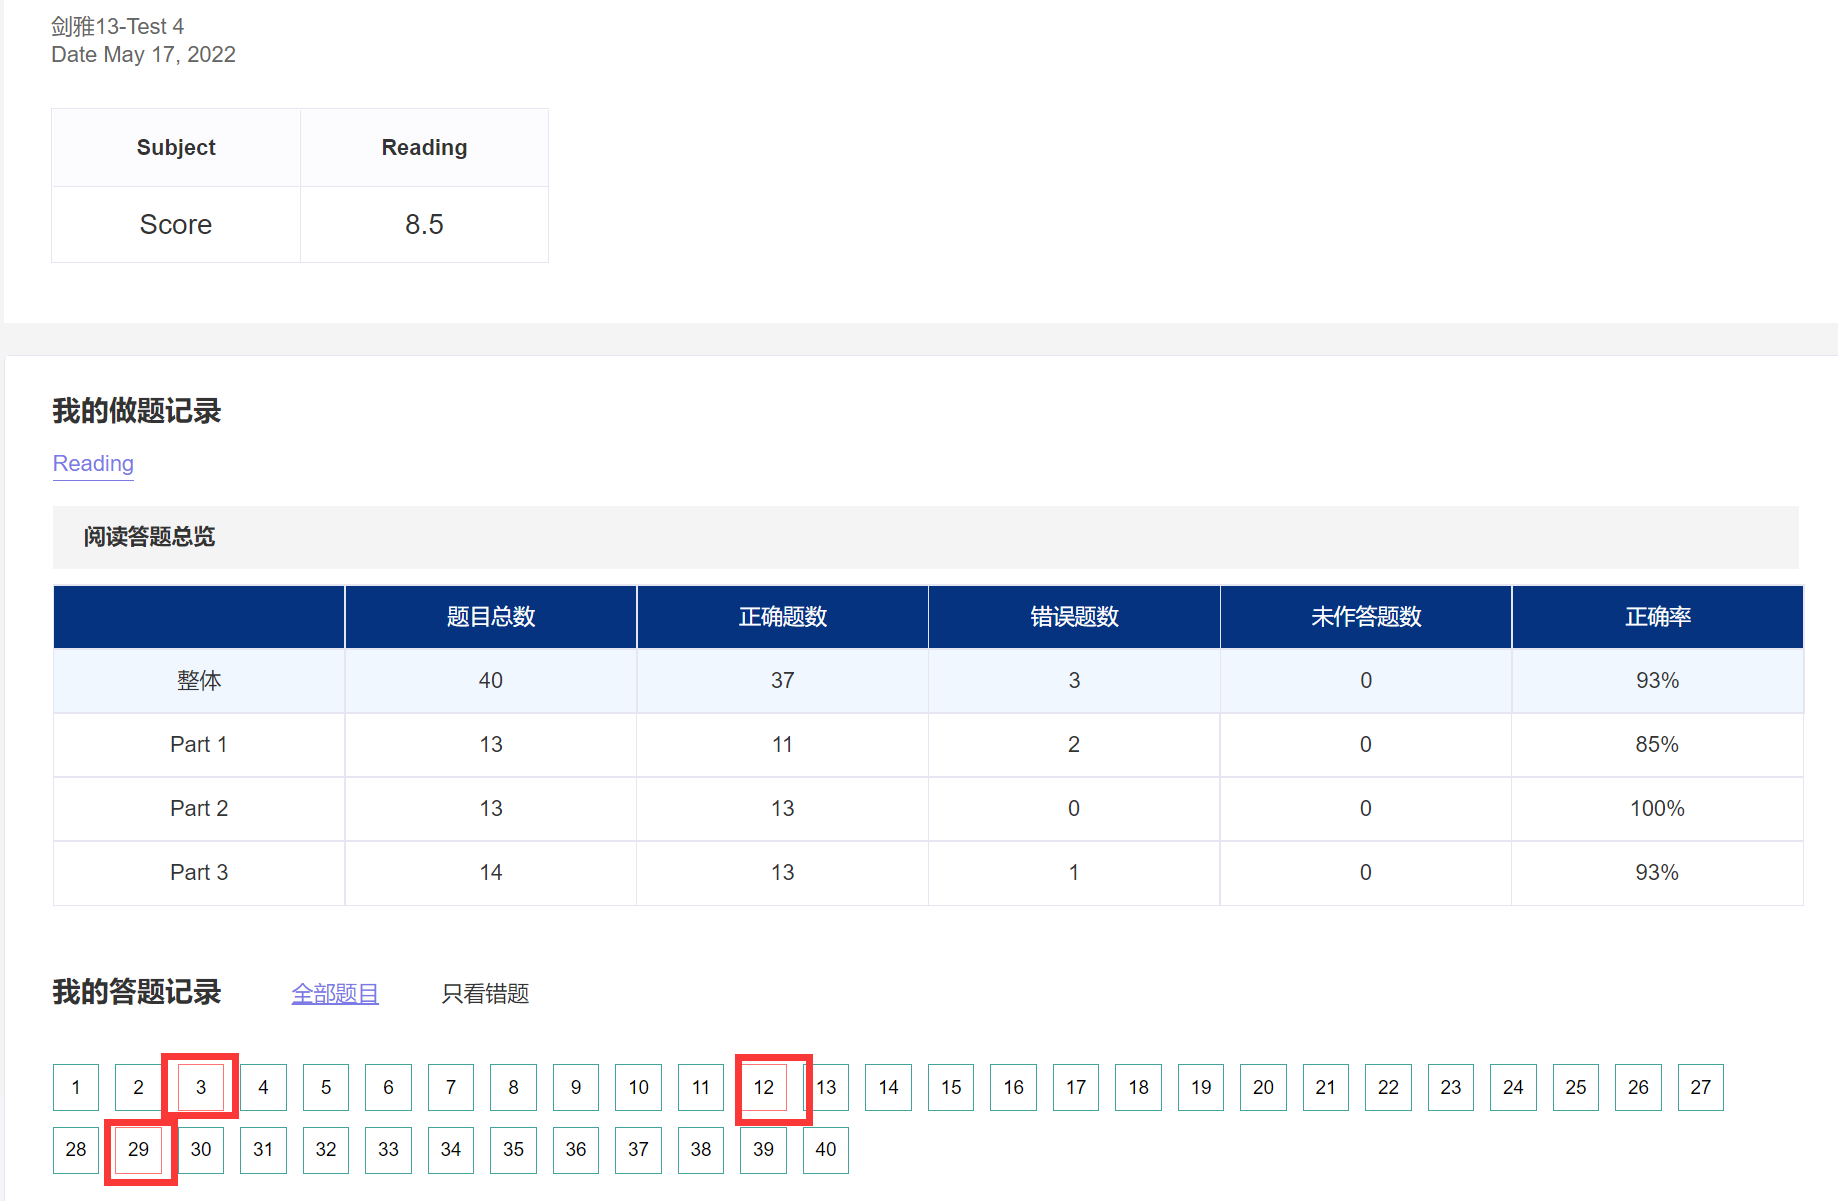 剑雅13-Test 4
Date May 17, 2022
Subject Reading
Score 8.5
我的做题记录
Reading
阅读答题总览
题目总数 正确题数 错误题数 未作答题数 正确率
整体 40 37 3 0 93%
Part 1 13 11 2 0 85%
Part 2 13 13 0 0 100%
Part 3 14 13 1 0 93%
我的答题记录 全部题目 只看错题
1 2 3 4 5 6 7 8 9 10 11 12 13 14 15 16 17 18 19 20 21 22 23 24 25 26 27
28 29 30 31 32 33 34 35 36 37 38 39 40